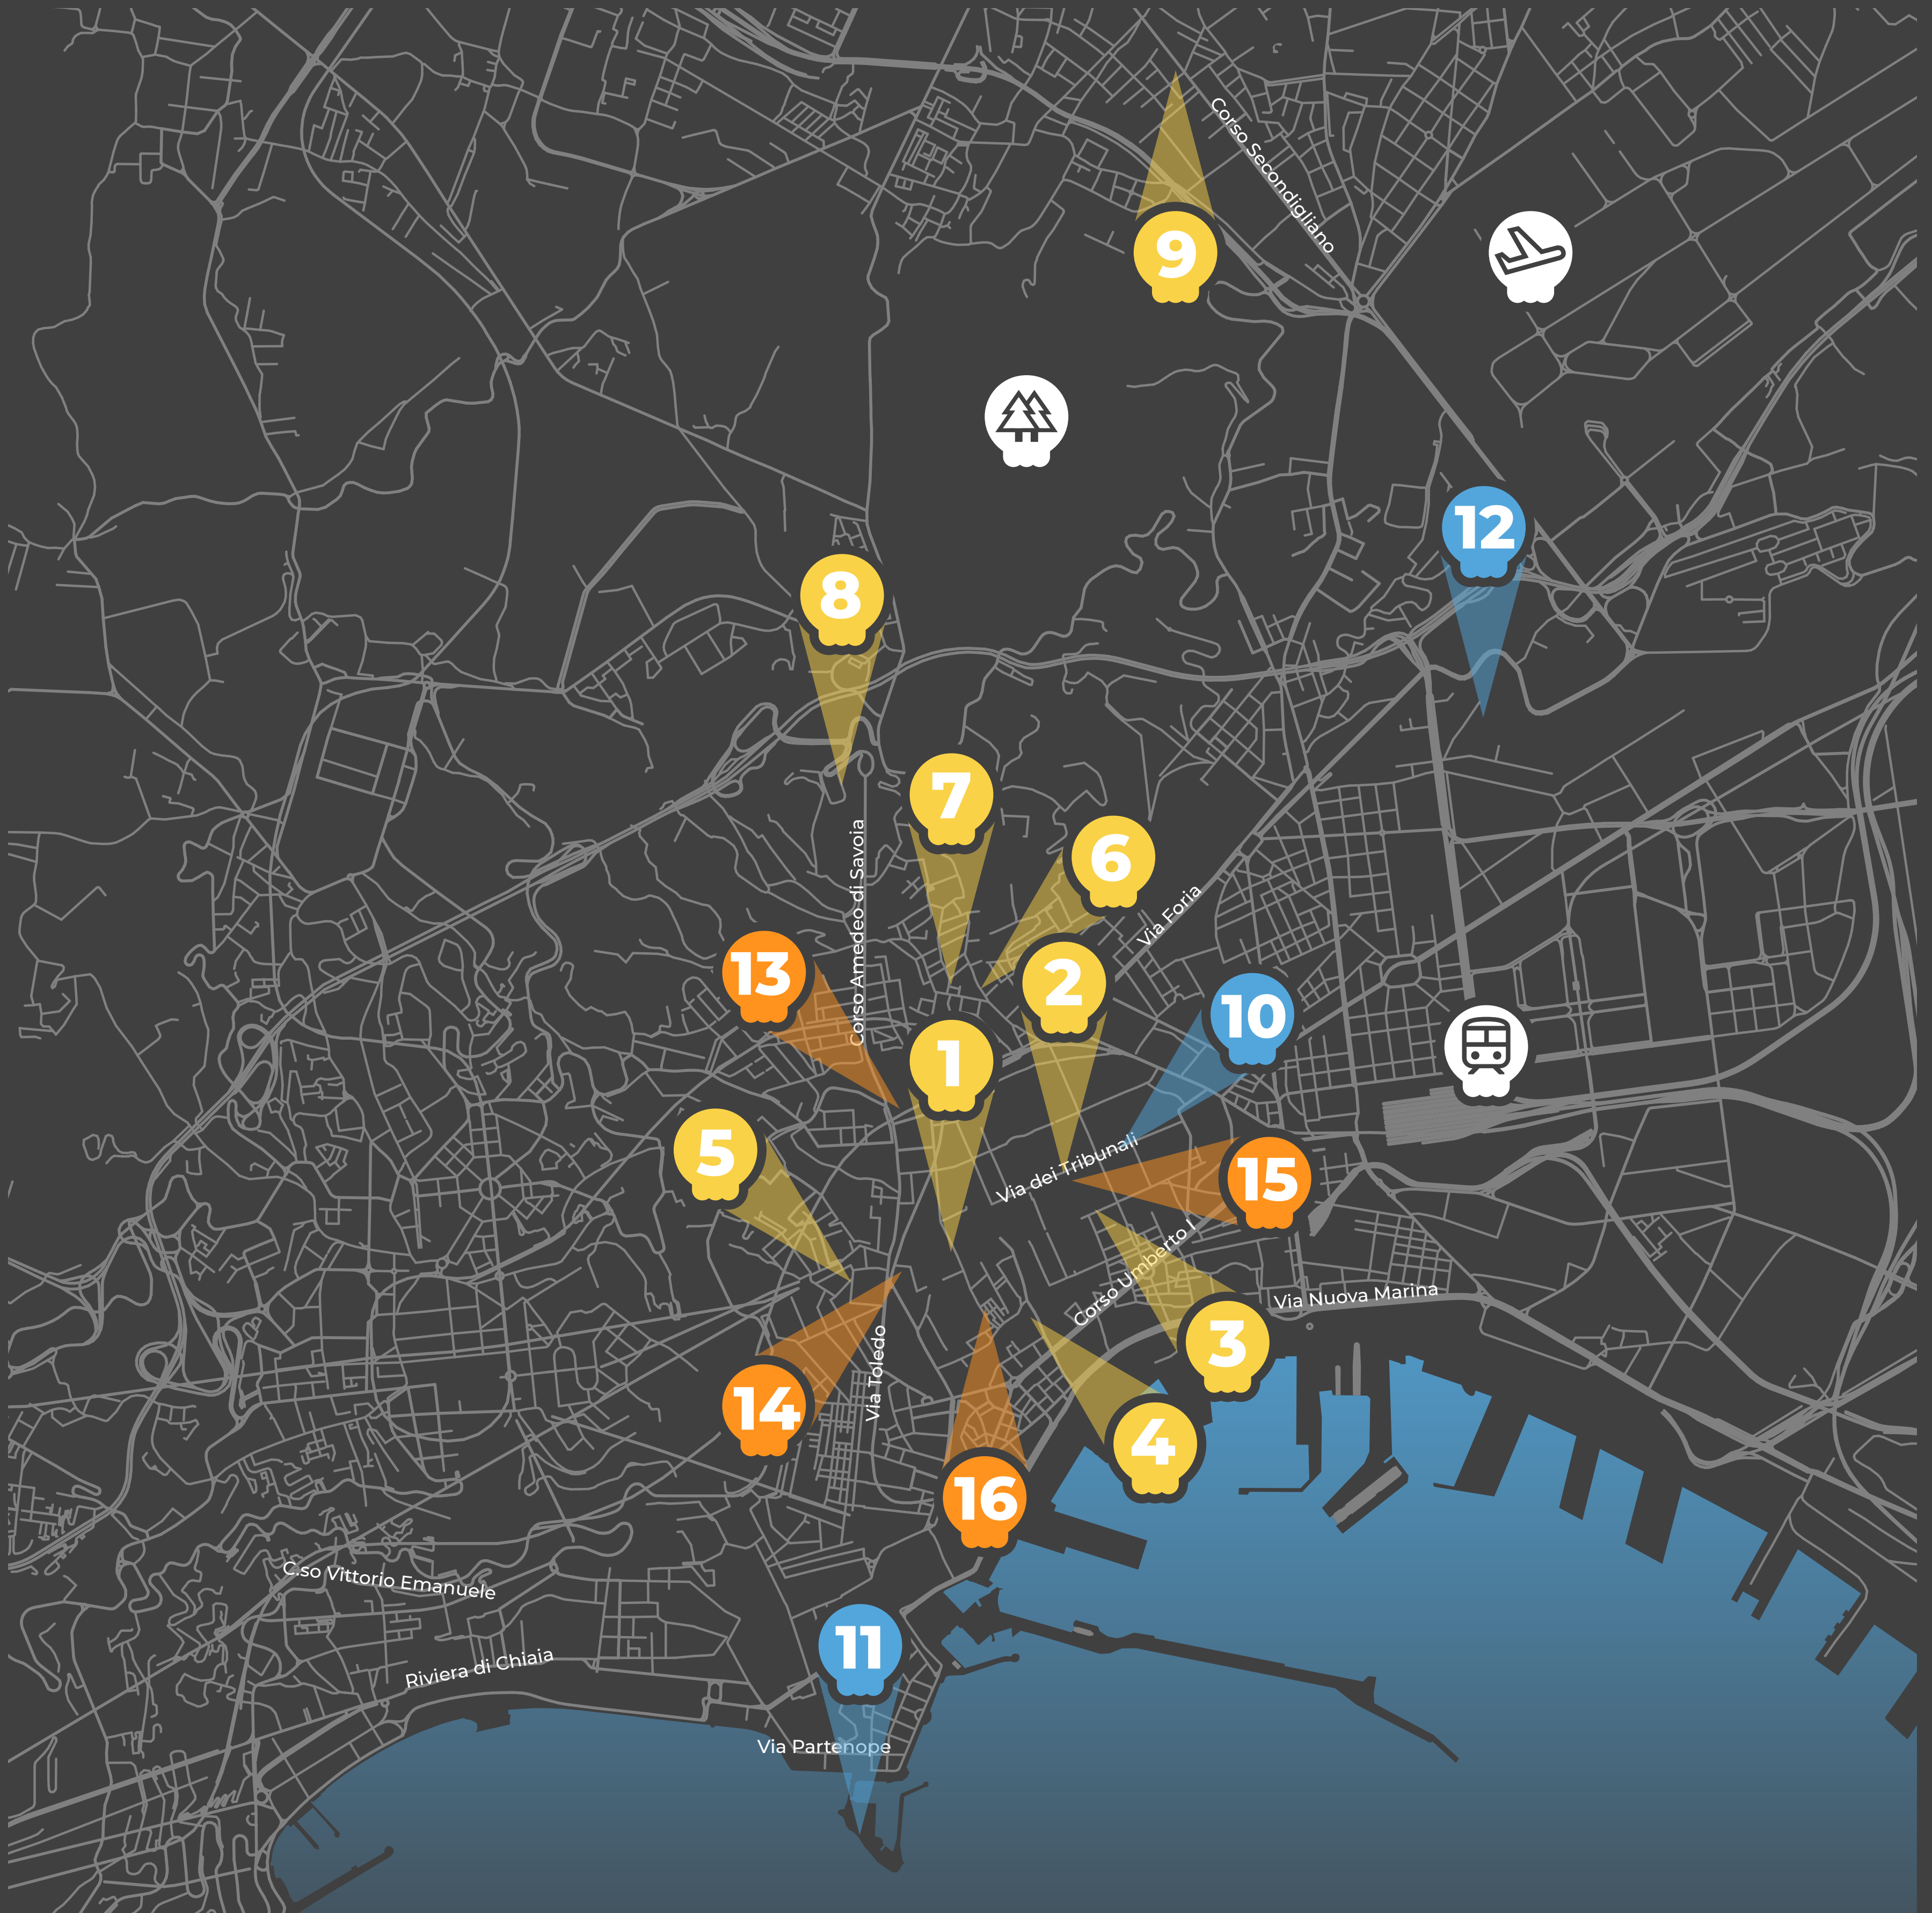 Corso Secondigliano
9
12
8
7
6
Corso Amedeo di Savoia
Via Foria
13
2
10
1
5
Via dei Tribunali
15
Corso Umberto I
Via Nuova Marina
3
Via Toledo
14
4
16
C.so Vittorio Emanuele
11
Riviera di Chiaia
Via Partenope